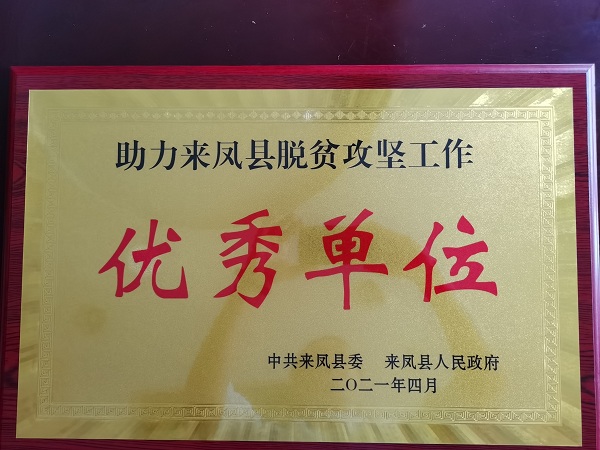 助力来凤县脱贫攻坚工作
优秀单位
中共来凤县委 来凤县人民政府
二〇二一年四月